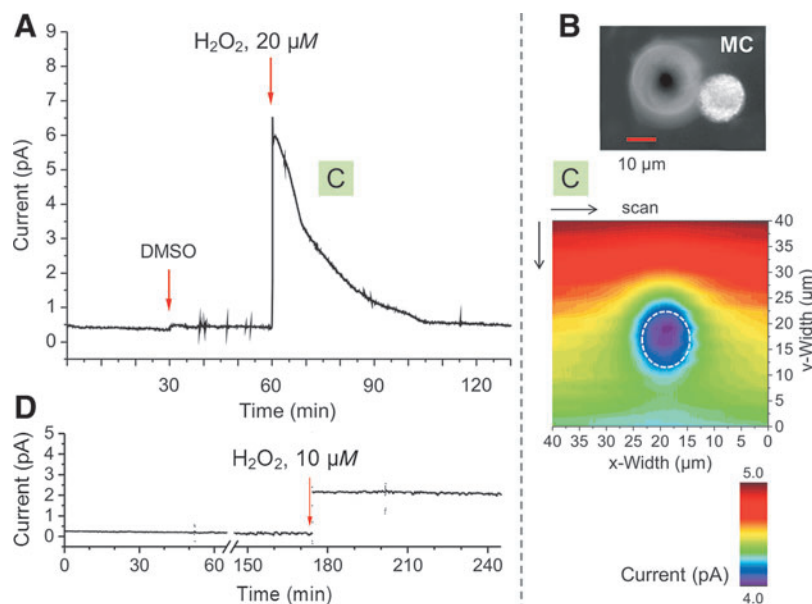 A
H₂O₂, 20 µM
DMSO
C
Current (pA)
9
8
7
6
5
4
3
2
1
0
30 60 90 120
Time (min)
D
H₂O₂, 10 µM
Current (pA)
5
4
3
2
1
0
0 30 60 150 180 210 240
Time (min)
B
MC
10 µm
C
scan
40
35
30
25
20
15
10
5
0
y-Width (µm)
40 35 30 25 20 15 10 5 0
x-Width (µm)
5.0
Current (pA)
4.0